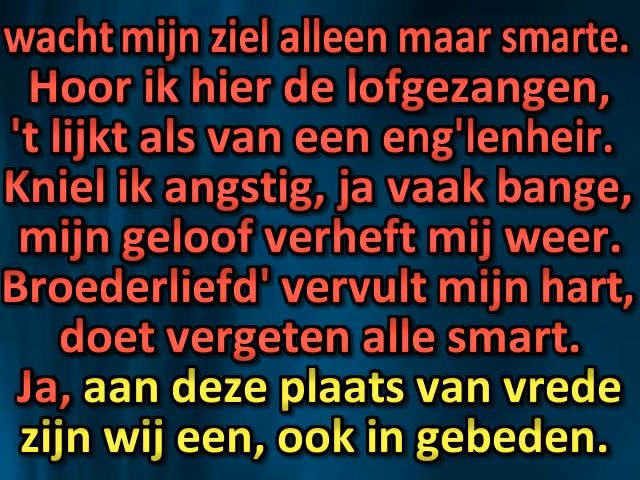 wacht mijn ziel alleen maar smarte.
Hoor ik hier de lofgezangen,
't lijkt als van een eng'lenheir.
Kniel ik angstig, ja vaak bange,
mijn geloof verheft mij weer.
Broederliefd' vervult mijn hart,
doet vergeten alle smart.
Ja, aan deze plaats van vrede
zijn wij een, ook in gebeden.